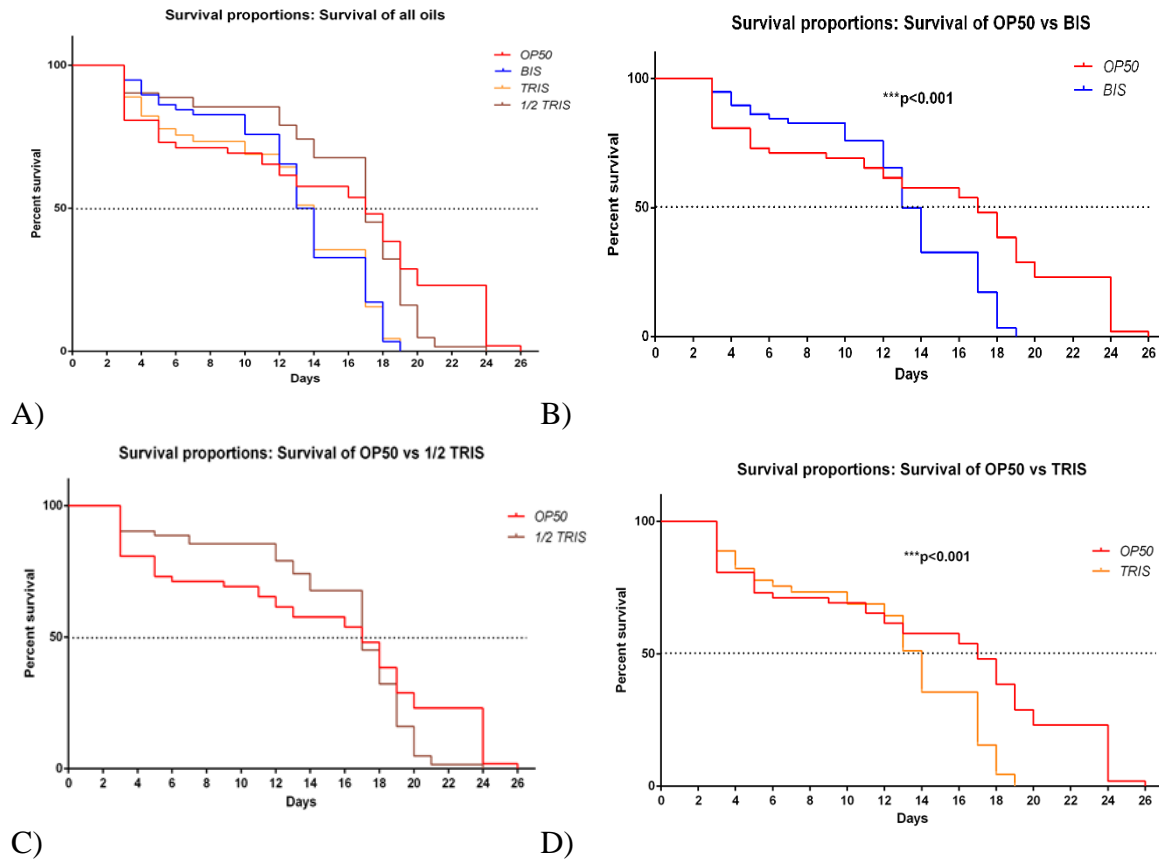 Survival proportions: Survival of all oils
OP50
BIS
TRIS
1/2 TRIS
Percent survival
100
50
0
0 2 4 6 8 10 12 14 16 18 20 22 24 26
Days
A)
Survival proportions: Survival of OP50 vs BIS
***p<0.001
OP50
BIS
Percent survival
100
50
0
0 2 4 6 8 10 12 14 16 18 20 22 24 26
Days
B)
Survival proportions: Survival of OP50 vs 1/2 TRIS
OP50
1/2 TRIS
Percent survival
100
50
0
0 2 4 6 8 10 12 14 16 18 20 22 24 26
Days
C)
Survival proportions: Survival of OP50 vs TRIS
***p<0.001
OP50
TRIS
Percent survival
100
50
0
0 2 4 6 8 10 12 14 16 18 20 22 24 26
Days
D)